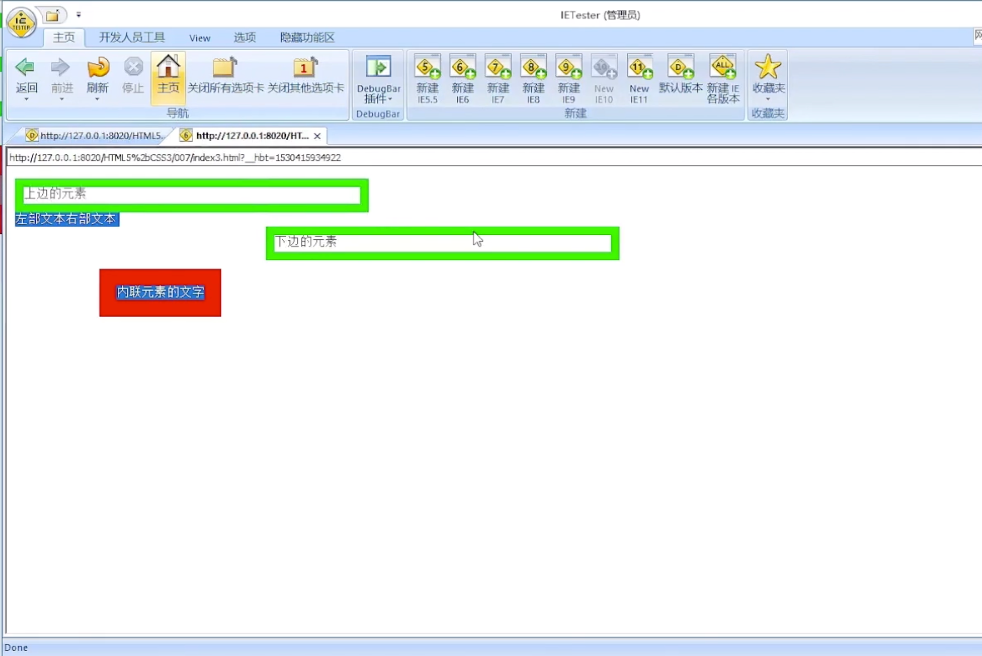 IETester (管理员)
主页 开发人员工具 View 选项 隐藏功能区
返回 前进 刷新 停止 主页 关闭所有选项卡 关闭其他选项卡
导航
DebugBar 插件
DebugBar
新建 IE5.5
新建 IE6
新建 IE7
新建 IE8
新建 IE9
New IE10
New IE11
默认版本
新建 IE 各版本
新建
收藏夹
收藏夹
http://127.0.0.1:8020/HTML5... http://127.0.0.1:8020/HT...
http://127.0.0.1:8020/HTML5%2bCSS3/007/index3.html?__hbt=1530415934922
上边的元素
左部文本右部文本
下边的元素
内联元素的文字
Done